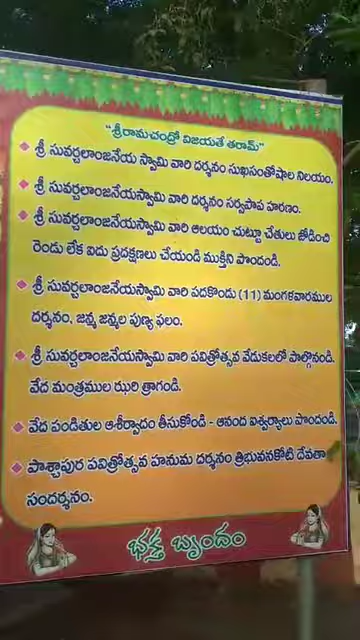 "శ్రీరామచంద్రో విజయతే తరామ్"
శ్రీ సువర్చలాంజనేయ స్వామి వారి దర్శనం సుఖసంతోషాల నిలయం.
శ్రీ సువర్చలాంజనేయస్వామి వారి దర్శనం సర్వపాప హరణం.
శ్రీ సువర్చలాంజనేయస్వామి వారి ఆలయం చుట్టూ చేతులు జోడించి
రెండు లేక ఐదు ప్రదక్షణలు చేయండి ముక్తిని పొందండి.
శ్రీ సువర్చలాంజనేయస్వామి వారి పదకొండు (11) మంగళవారముల
దర్శనం, జన్మ జన్మల పుణ్య ఫలం.
శ్రీ సువర్చలాంజనేయస్వామి వారి పవిత్రోత్సవ వేడుకలలో పాల్గొనండి.
వేద మంత్రముల ఝరి త్రాగండి.
వేద పండితుల ఆశీర్వాదం తీసుకోండి - ఆనంద ఐశ్వర్యాలు పొందండి.
పాశ్చాపుర పవిత్రోత్సవ హనుమ దర్శనం త్రిభువనకోటి దేవతా
సందర్శనం.
భక్త బృందం